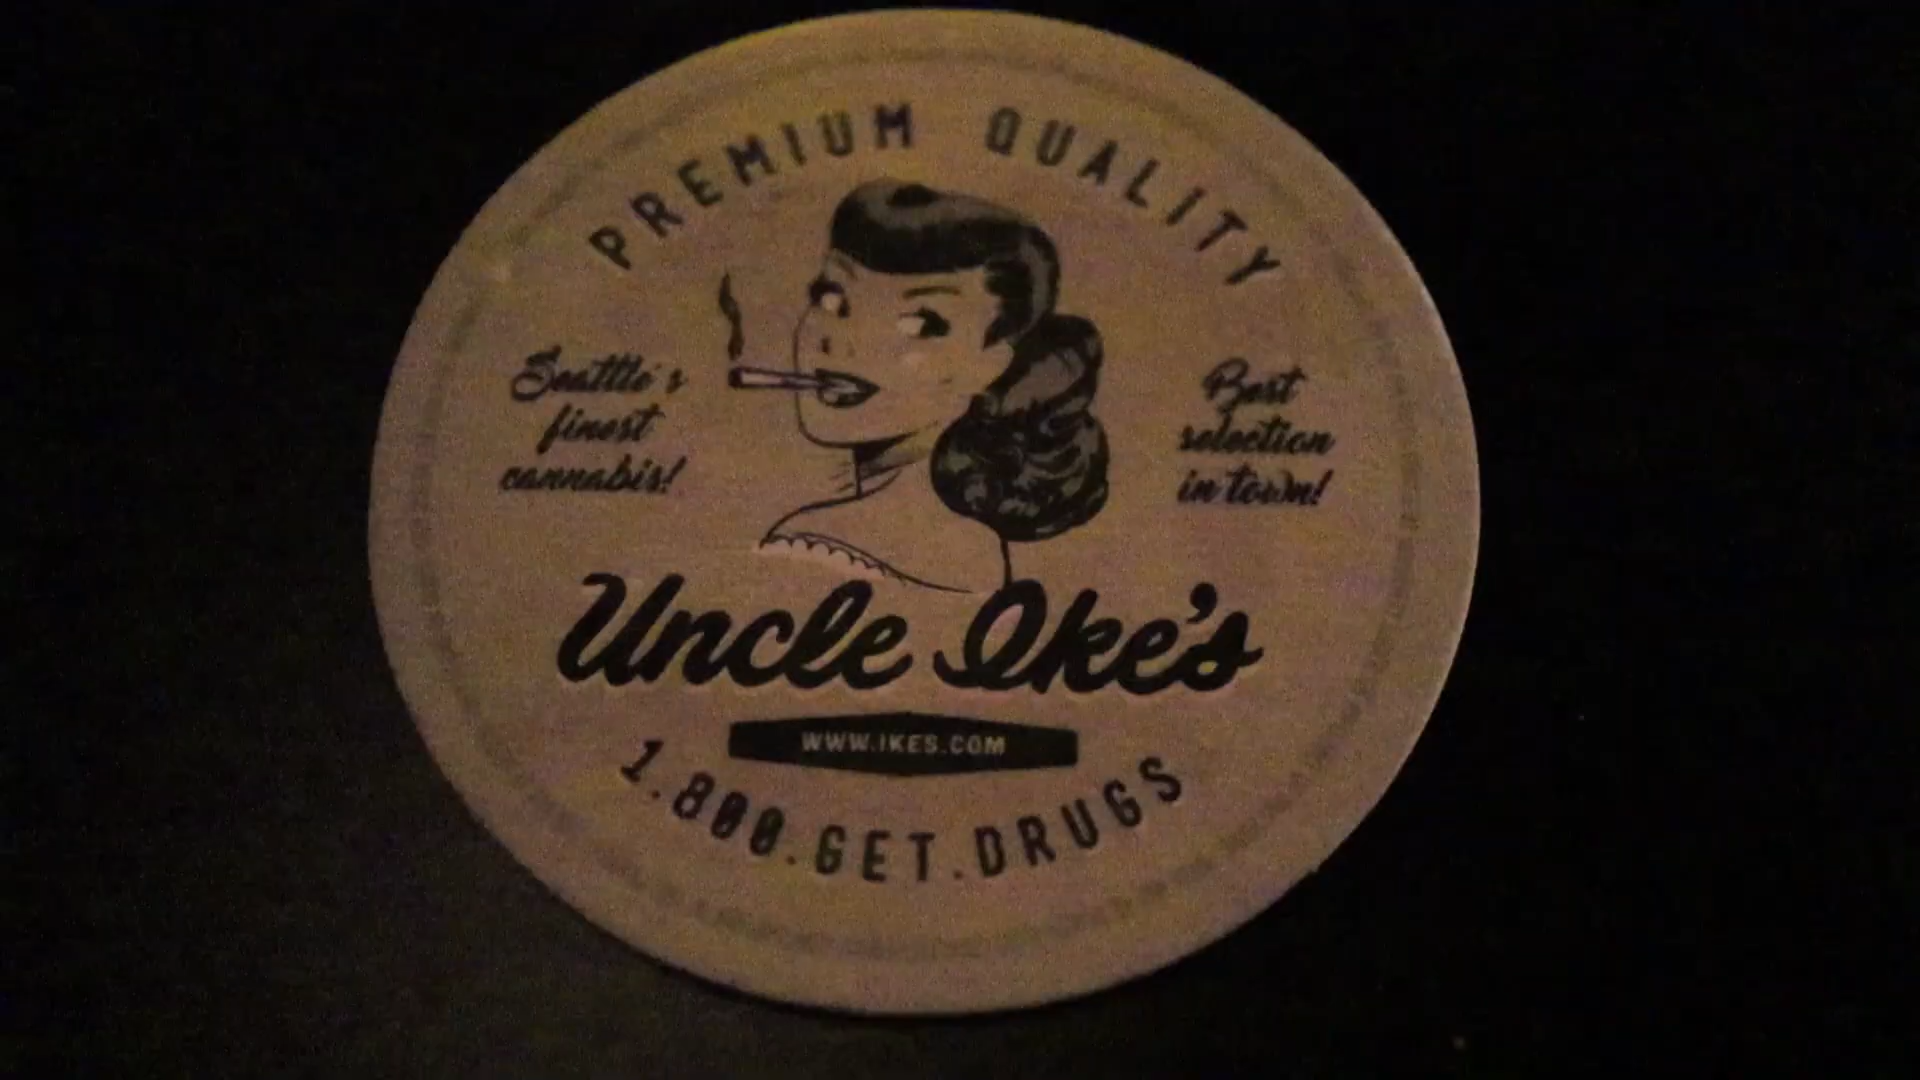 PREMIUM QUALITY
Seattle's
finest
cannabis!
Best
selection
in town!
Uncle Ike's
WWW.IKES.COM
1.800.GET.DRUGS